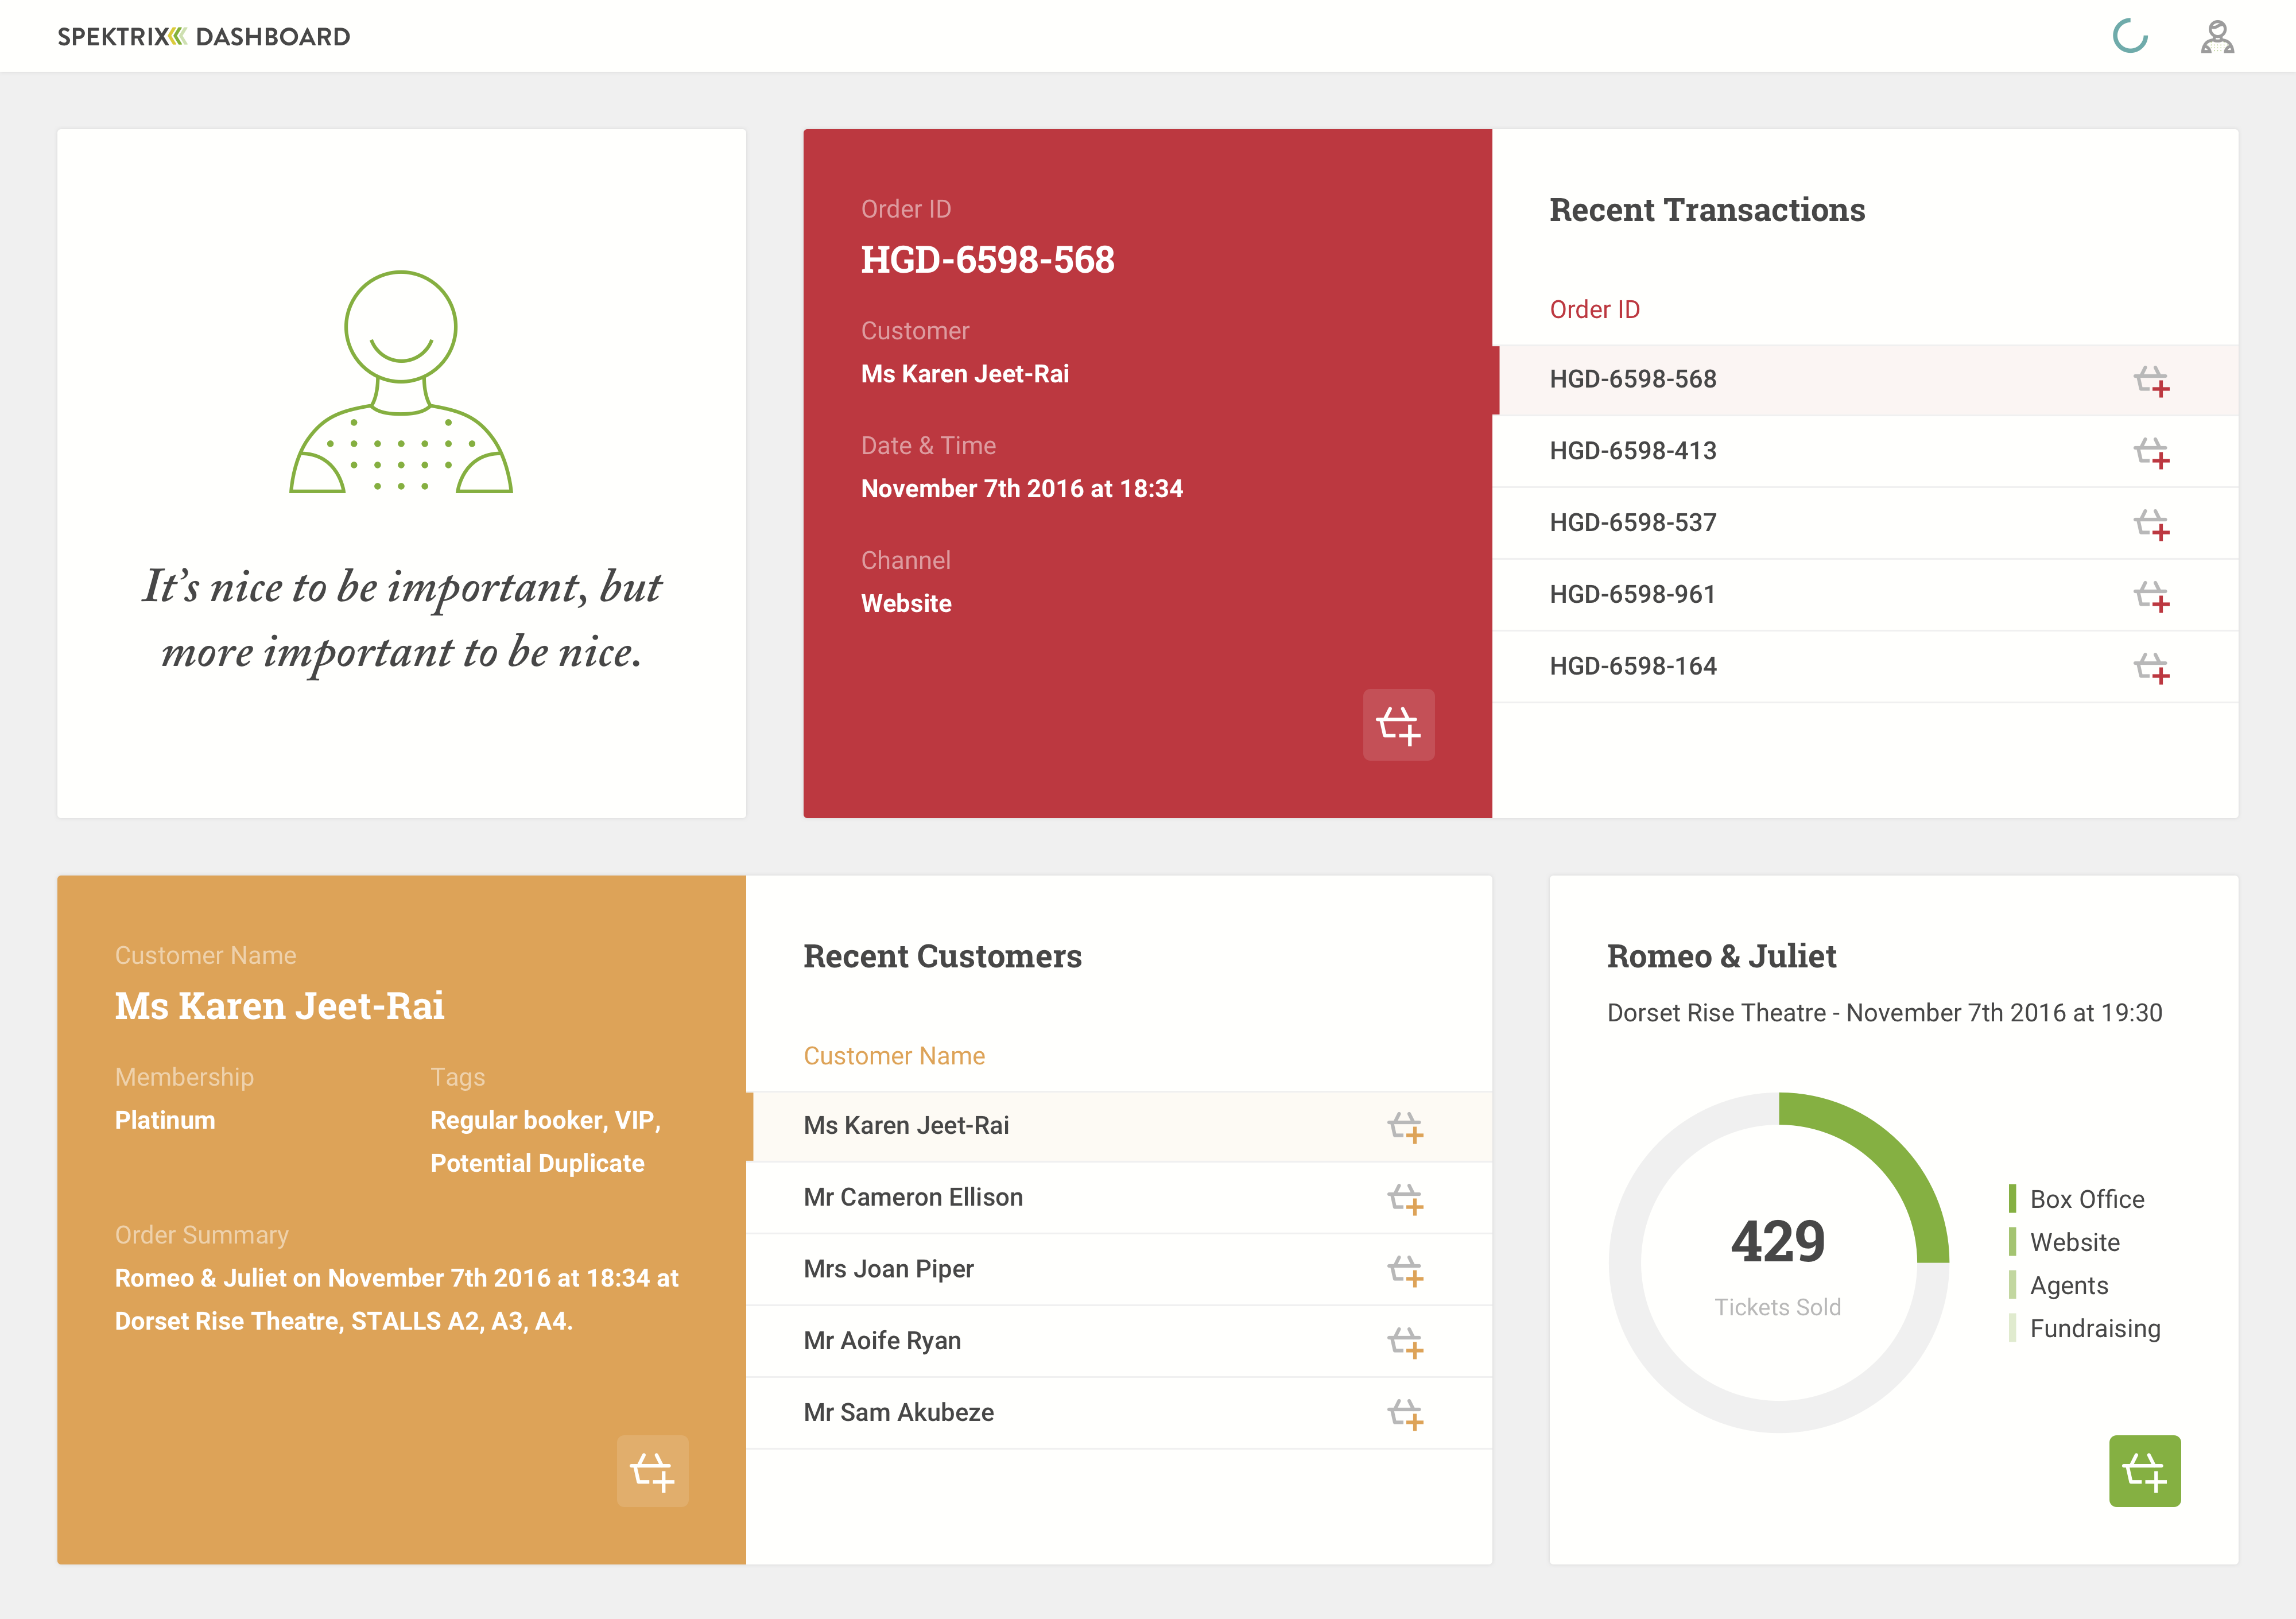 SPEKTRIX DASHBOARD
It’s nice to be important, but
more important to be nice.
Order ID
HGD-6598-568
Customer
Ms Karen Jeet-Rai
Date & Time
November 7th 2016 at 18:34
Channel
Website
Recent Transactions
Order ID
HGD-6598-568
HGD-6598-413
HGD-6598-537
HGD-6598-961
HGD-6598-164
Customer Name
Ms Karen Jeet-Rai
Membership
Platinum
Tags
Regular booker, VIP,
Potential Duplicate
Order Summary
Romeo & Juliet on November 7th 2016 at 18:34 at
Dorset Rise Theatre, STALLS A2, A3, A4.
Recent Customers
Customer Name
Ms Karen Jeet-Rai
Mr Cameron Ellison
Mrs Joan Piper
Mr Aoife Ryan
Mr Sam Akubeze
Romeo & Juliet
Dorset Rise Theatre - November 7th 2016 at 19:30
429
Tickets Sold
Box Office
Website
Agents
Fundraising